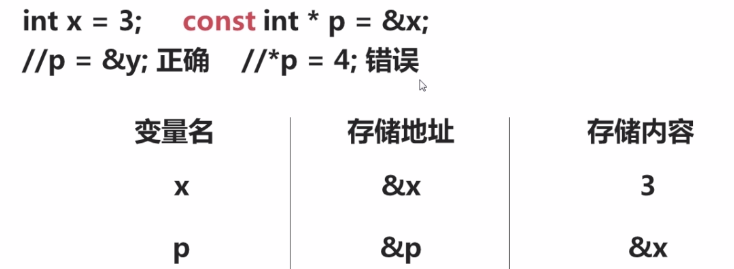 int x = 3; const int * p = &x;
//p = &y; 正确 //*p = 4; 错误
变量名 存储地址 存储内容
x &x 3
p &p &x